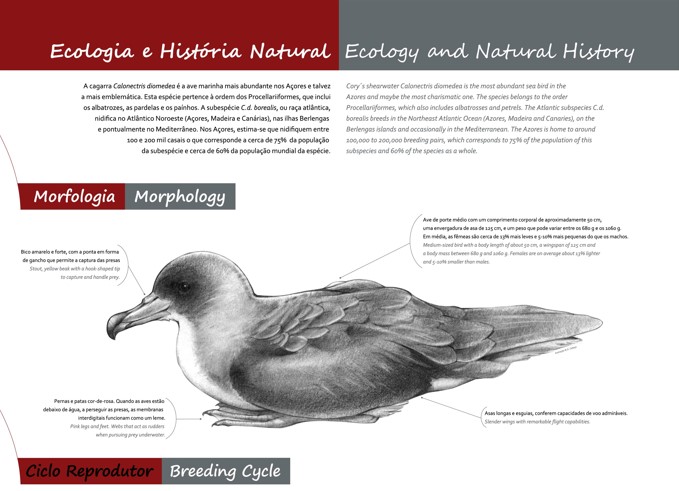 Ecologia e História Natural
Ecology and Natural History
A cagarra Calonectris diomedea é a ave marinha mais abundante nos Açores e talvez
a mais emblemática. Esta espécie pertence à ordem dos Procellariiformes, que inclui
os albatrozes, as pardelas e os painhos. A subespécie C.d. borealis, ou raça atlântica,
nidifica no Atlântico Noroeste (Açores, Madeira e Canárias), nas ilhas Berlengas
e pontualmente no Mediterrâneo. Nos Açores, estima-se que nidifiquem entre
100 e 200 mil casais o que corresponde a cerca de 75% da população
da subespécie e cerca de 60% da população mundial da espécie.
Cory´s shearwater Calonectris diomedea is the most abundant sea bird in the
Azores and maybe the most charismatic one. The species belongs to the order
Procellariiformes, which also includes albatrosses and petrels. The Atlantic subspecies C.d.
borealis breeds in the Northeast Atlantic Ocean (Azores, Madeira and Canaries), on the
Berlengas islands and occasionally in the Mediterranean. The Azores is home to around
100,000 to 200,000 breeding pairs, which corresponds to 75% of the population of this
subspecies and 60% of the species as a whole.
Morfologia
Morphology
Ave de porte médio com um comprimento corporal de aproximadamente 50 cm,
uma envergadura de asa de 125 cm, e um peso que pode variar entre os 680 g e os 1060 g.
Em média, as fêmeas são cerca de 13% mais leves e 5-10% mais pequenas do que os machos.
Medium-sized bird with a body length of about 50 cm, a wingspan of 125 cm and
a body mass between 680 g and 1060 g. Females are on average about 13% lighter
and 5-10% smaller than males.
Bico amarelo e forte, com a ponta em forma
de gancho que permite a captura das presas
Stout, yellow beak with a hook-shaped tip
to capture and handle prey.
Pernas e patas cor-de-rosa. Quando as aves estão
debaixo de água, a perseguir as presas, as membranas
interdigitais funcionam como um leme.
Pink legs and feet. Webs that act as rudders
when pursuing prey underwater.
Asas longas e esguias, conferem capacidades de voo admiráveis.
Slender wings with remarkable flight capabilities.
Ciclo Reprodutor
Breeding Cycle